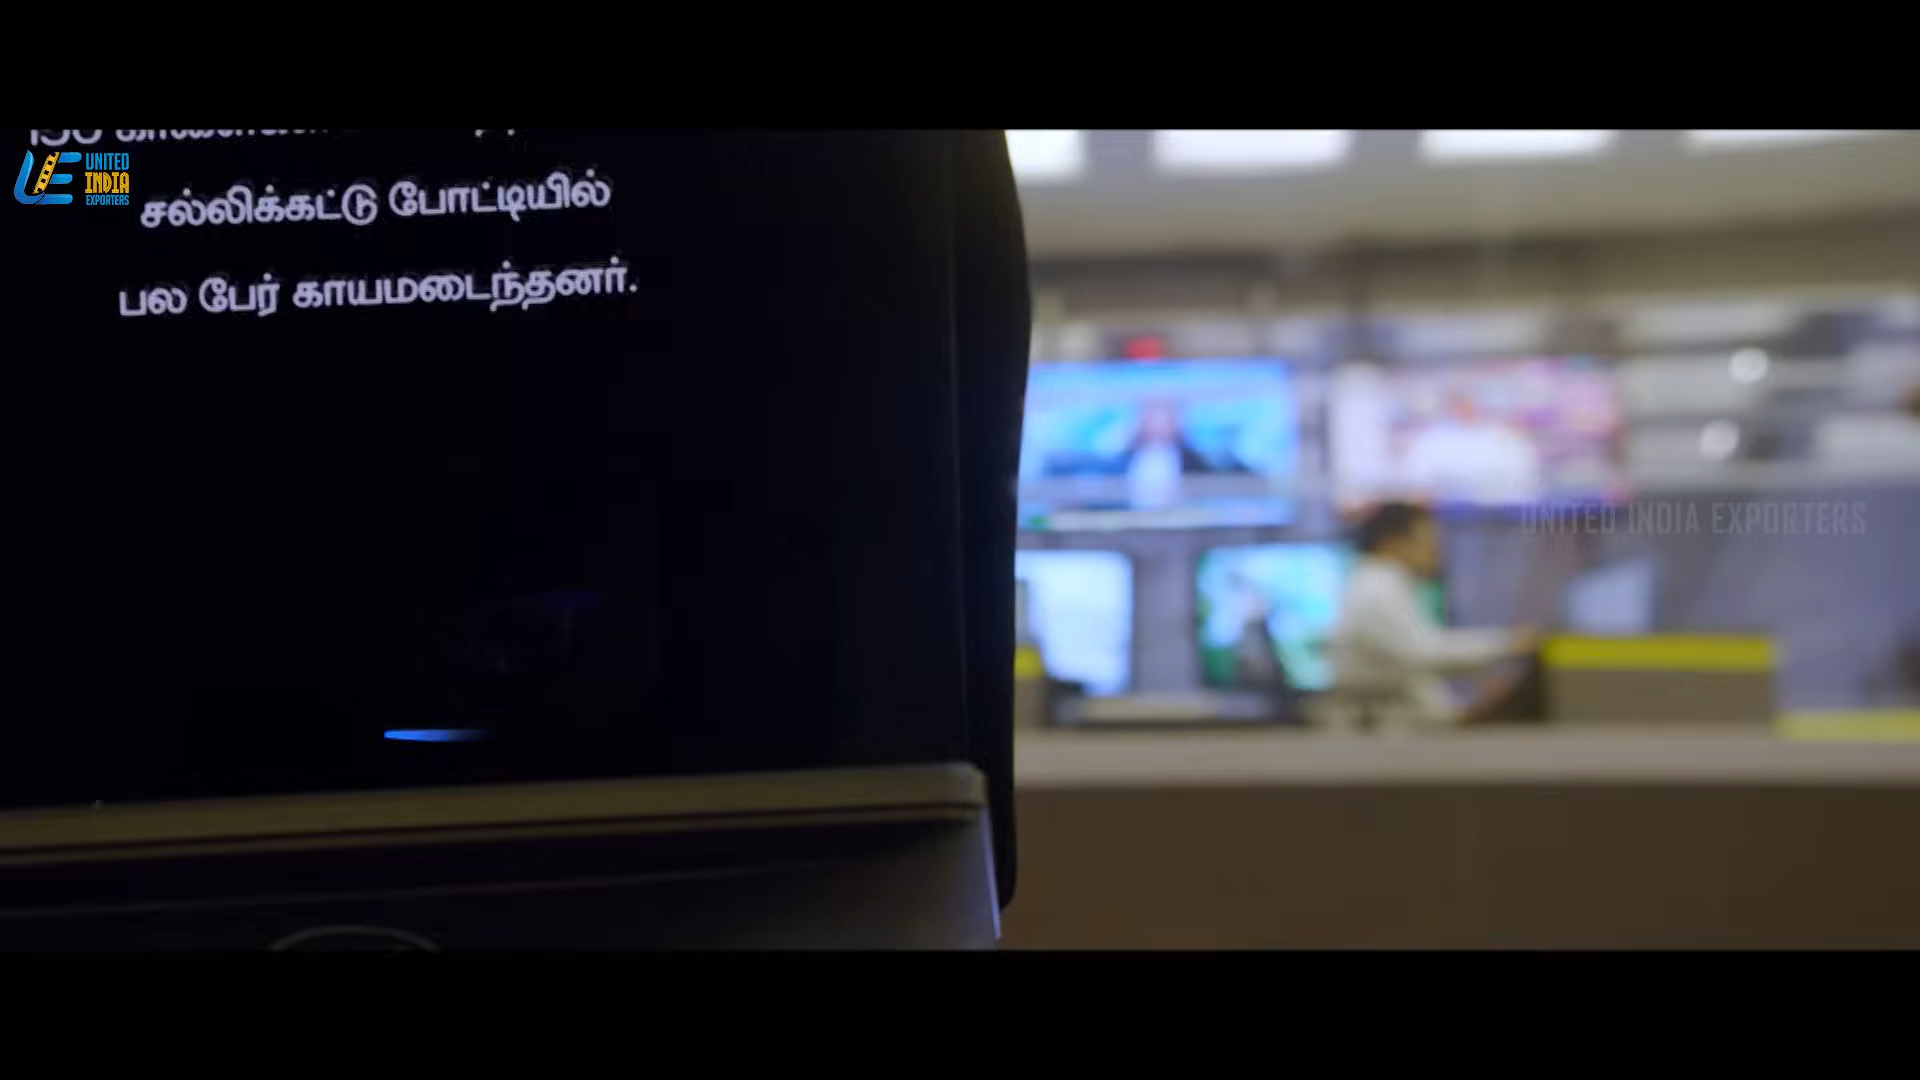 UNITED
INDIA
EXPORTERS
சல்லிக்கட்டு போட்டியில்
பல பேர் காயமடைந்தனர்.
UNITED INDIA EXPORTERS